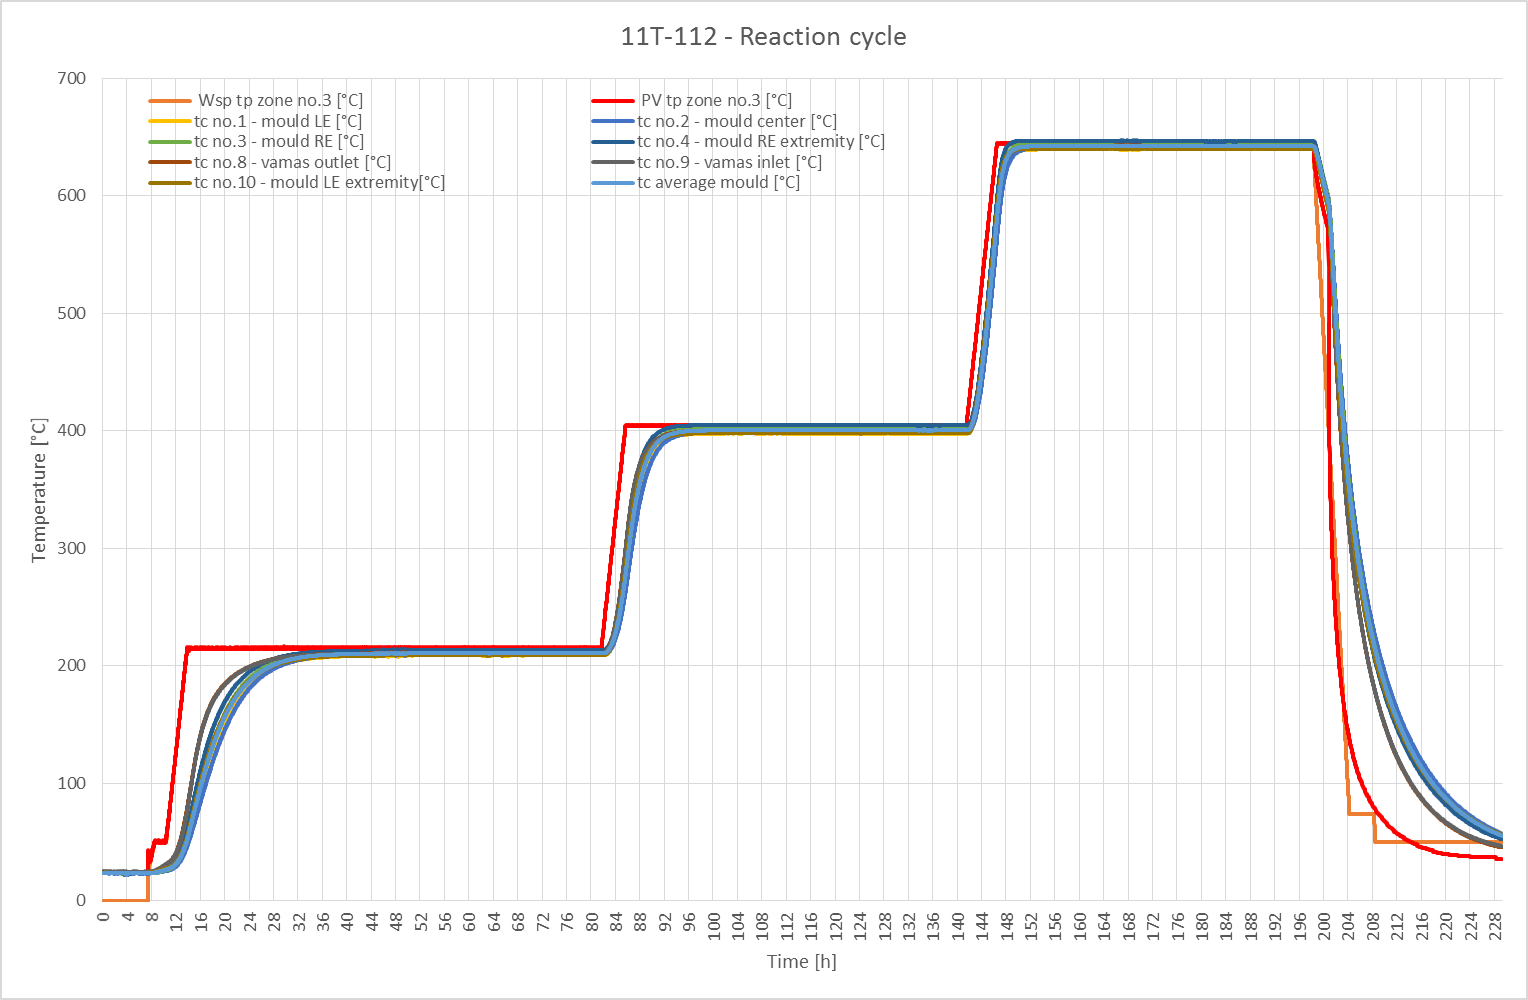 11T-112 - Reaction cycle
700
600
500
400
300
200
100
0
Temperature [°C]
Wsp tp zone no.3 [°C] PV tp zone no.3 [°C]
tc no.1 - mould LE [°C] tc no.2 - mould center [°C]
tc no.3 - mould RE [°C] tc no.4 - mould RE extremity [°C]
tc no.8 - vamas outlet [°C] tc no.9 - vamas inlet [°C]
tc no.10 - mould LE extremity[°C] tc average mould [°C]
0 4 8 12 16 20 24 28 32 36 40 44 48 52 56 60 64 68 72 76 80 84 88 92 96 100 104 108 112 116 120 124 128 132 136 140 144 148 152 156 160 164 168 172 176 180 184 188 192 196 200 204 208 212 216 220 224 228
Time [h]